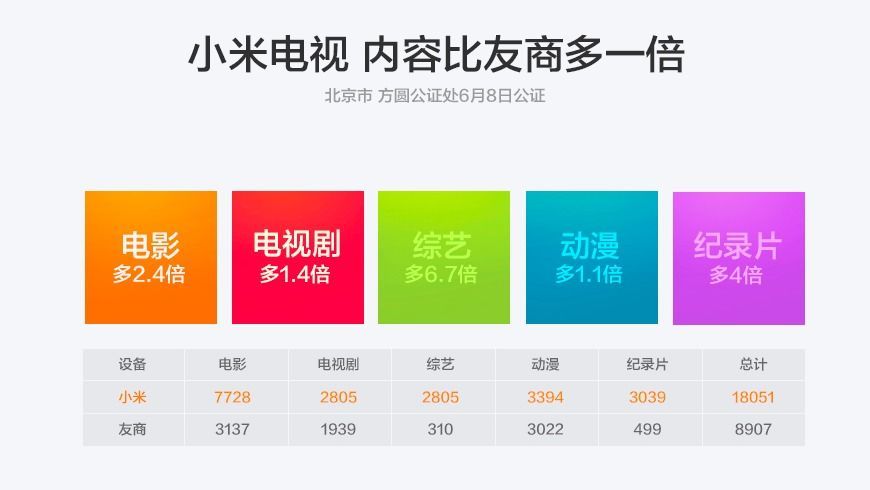 小米电视 内容比友商多一倍
北京市 方圆公证处6月8日公证
电影 电视剧 综艺 动漫 纪录片
多2.4倍 多1.4倍 多6.7倍 多1.1倍 多4倍
设备 电影 电视剧 综艺 动漫 纪录片 总计
小米 7728 2805 2805 3394 3039 18051
友商 3137 1939 310 3022 499 8907